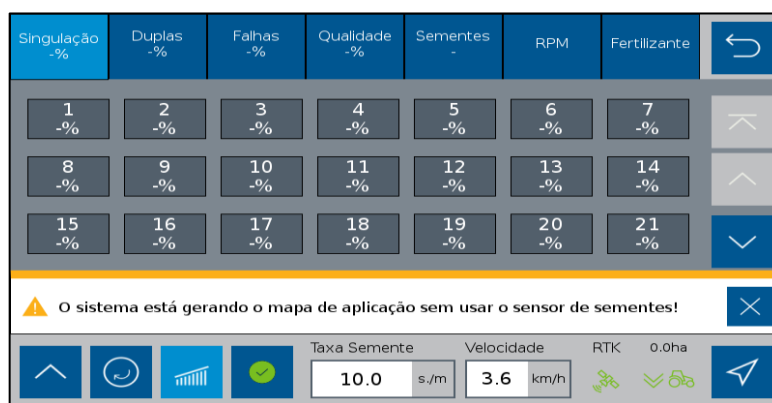 Singulação Duplas Falhas Qualidade Sementes RPM Fertilizante
-% -% -% -% -
1 2 3 4 5 6 7
-% -% -% -% -% -% -%
8 9 10 11 12 13 14
-% -% -% -% -% -% -%
15 16 17 18 19 20 21
-% -% -% -% -% -% -%
O sistema está gerando o mapa de aplicação sem usar o sensor de sementes!
Taxa Semente Velocidade RTK 0.0ha
10.0 s./m 3.6 km/h